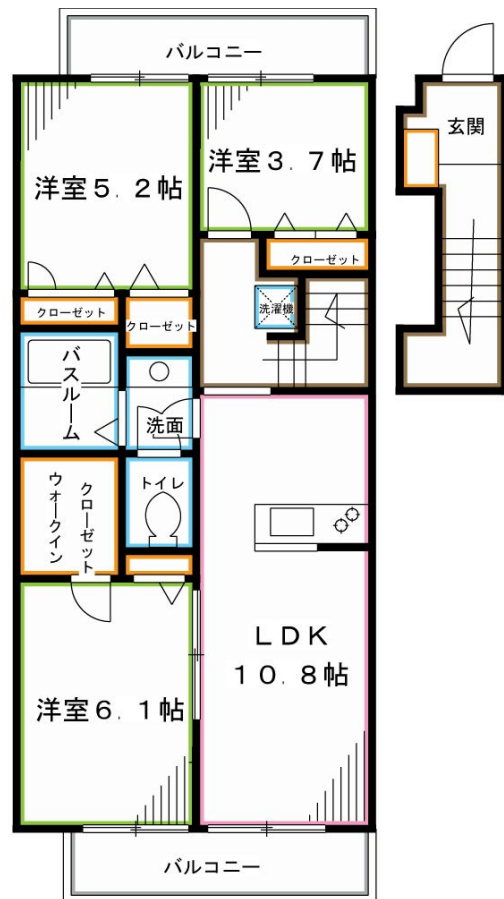 バルコニー
玄関
洋室5.2帖
洋室3.7帖
クローゼット
クローゼット
クローゼット
洗濯機
バスルーム
洗面
トイレ
ウォークイン
クローゼット
LDK
10.8帖
洋室6.1帖
バルコニー